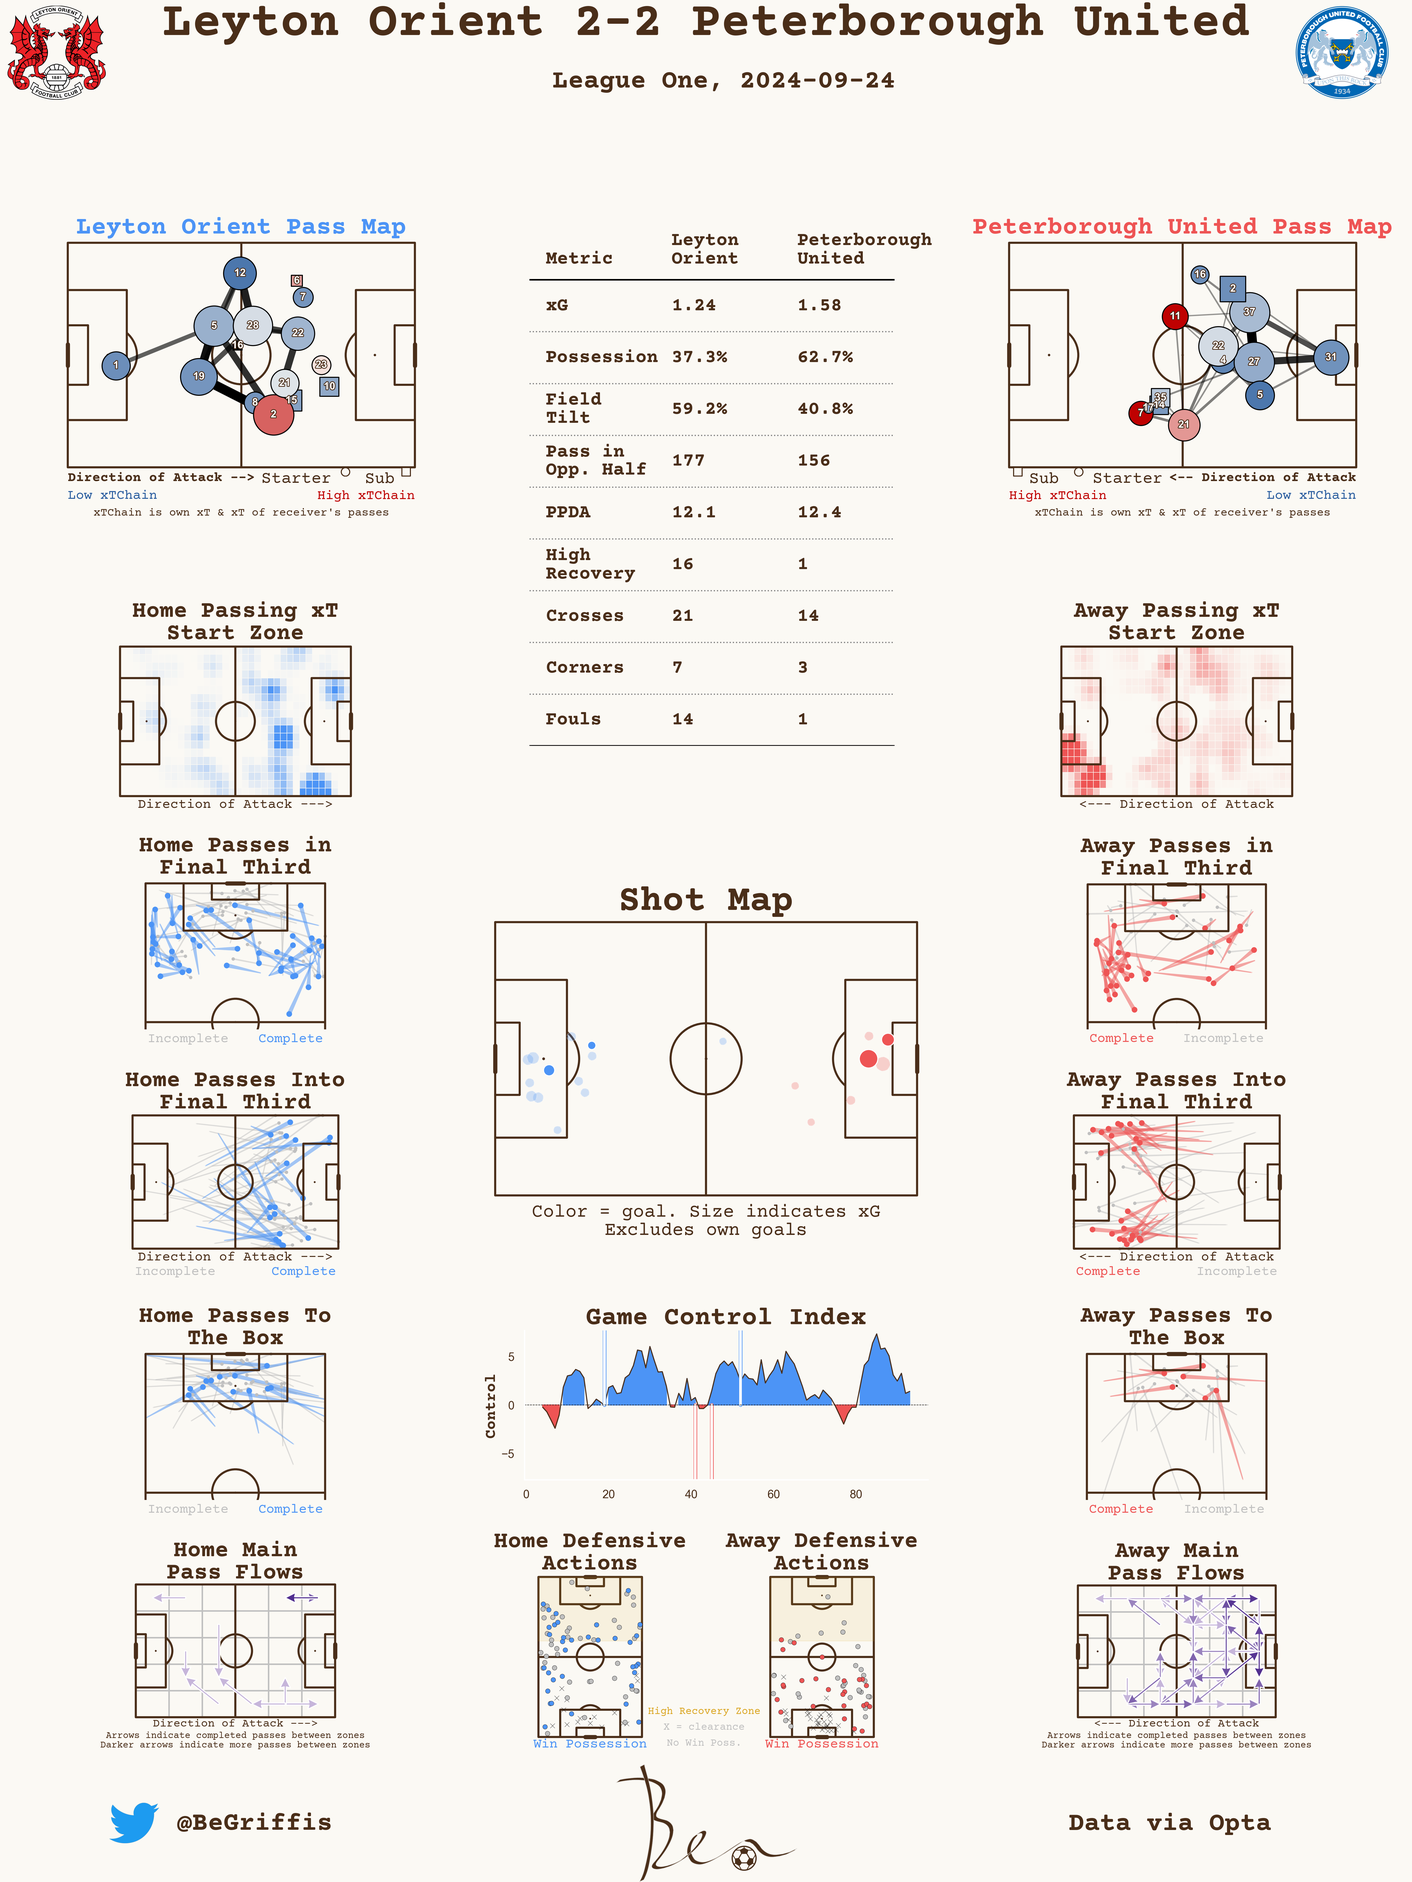 Leyton Orient 2-2 Peterborough United
League One, 2024-09-24
LEYTON ORIENT
1881
FOOTBALL CLUB
PETERBOROUGH UNITED FOOTBALL CLUB
1934
Leyton Orient Pass Map
12
6
7
5
28
22
16
1
19
23
21
10
8
15
2
Direction of Attack --> Starter Sub
Low xTChain High xTChain
xTChain is own xT & xT of receiver's passes
Metric Leyton Orient Peterborough United
xG 1.24 1.58
Possession 37.3% 62.7%
Field Tilt 59.2% 40.8%
Pass in Opp. Half 177 156
PPDA 12.1 12.4
High Recovery 16 1
Crosses 21 14
Corners 7 3
Fouls 14 1
Peterborough United Pass Map
16
2
11
37
22
4
27
31
5
35
17
14
7
21
Sub Starter <-- Direction of Attack
High xTChain Low xTChain
xTChain is own xT & xT of receiver's passes
Home Passing xT
Start Zone
Direction of Attack --->
Away Passing xT
Start Zone
<--- Direction of Attack
Home Passes in
Final Third
Incomplete Complete
Away Passes in
Final Third
Complete Incomplete
Shot Map
Color = goal. Size indicates xG
Excludes own goals
Home Passes Into
Final Third
Direction of Attack --->
Incomplete Complete
Away Passes Into
Final Third
<--- Direction of Attack
Complete Incomplete
Home Passes To
The Box
Incomplete Complete
Game Control Index
Control
5
0
−5
0 20 40 60 80
Away Passes To
The Box
Complete Incomplete
Home Main
Pass Flows
Direction of Attack --->
Arrows indicate completed passes between zones
Darker arrows indicate more passes between zones
Home Defensive
Actions
Win Possession
High Recovery Zone
X = clearance
No Win Poss.
Away Defensive
Actions
Win Possession
Away Main
Pass Flows
<--- Direction of Attack
Arrows indicate completed passes between zones
Darker arrows indicate more passes between zones
@BeGriffis
Ben
Data via Opta